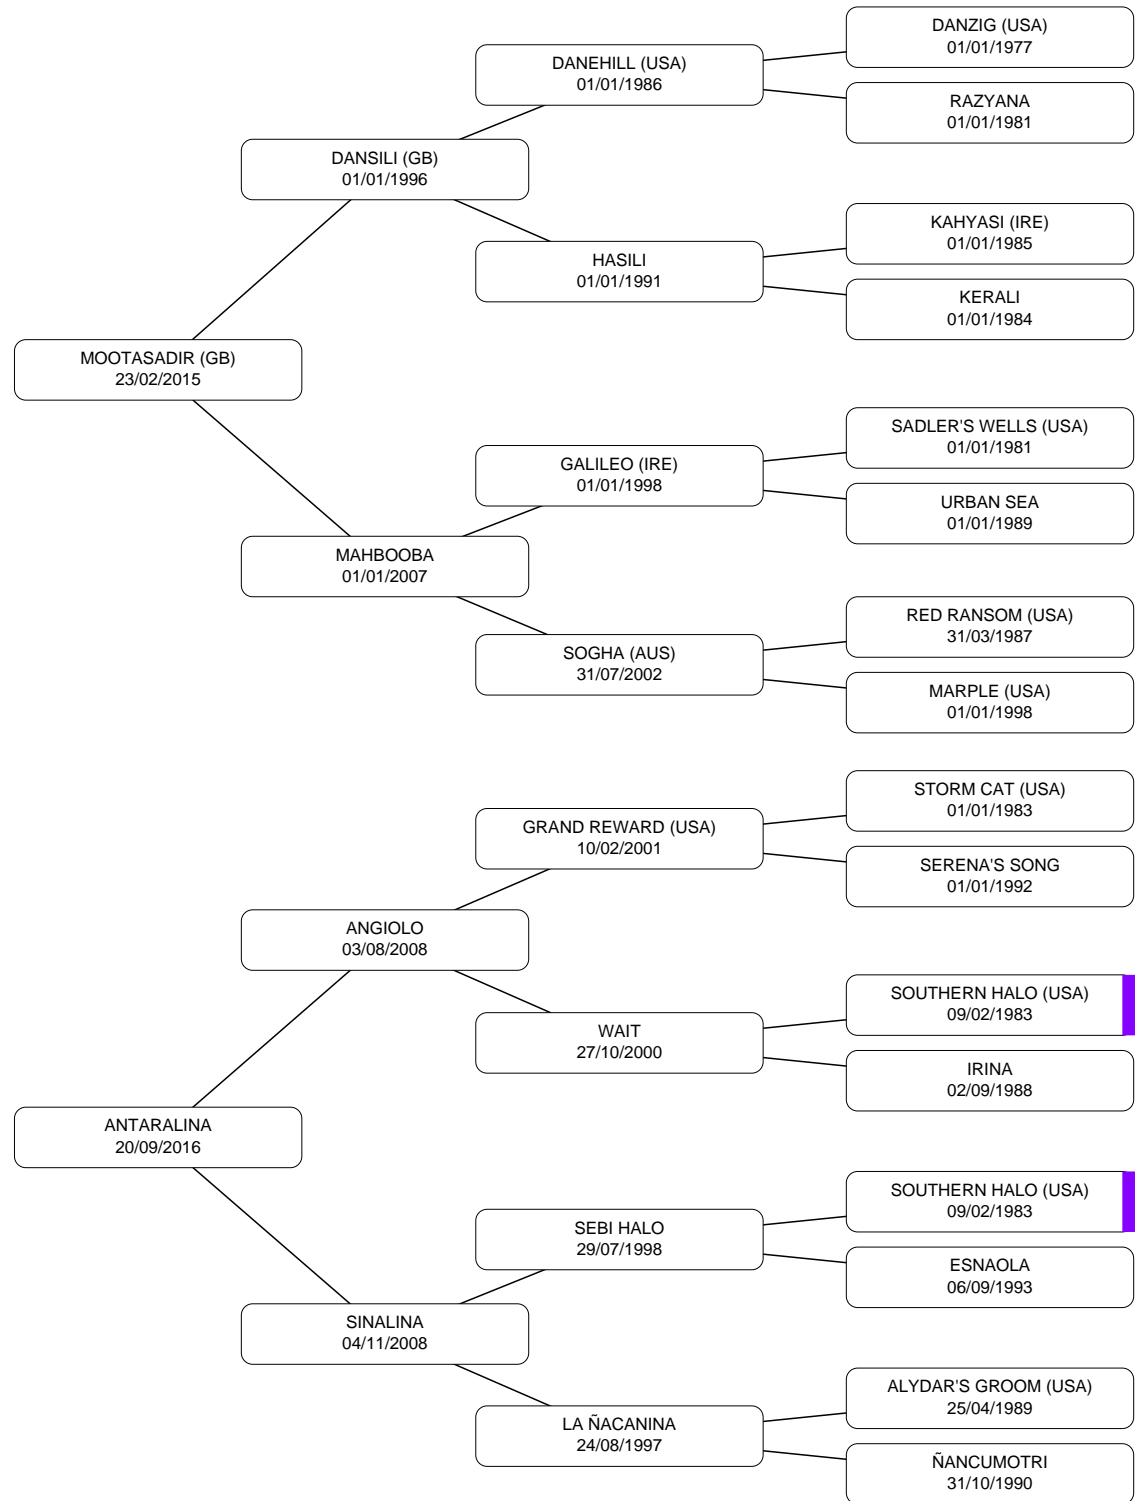 DANZIG (USA)
01/01/1977
DANEHILL (USA)
01/01/1986
RAZYANA
01/01/1981
DANSILI (GB)
01/01/1996
KAHYASI (IRE)
01/01/1985
HASILI
01/01/1991
KERALI
01/01/1984
MOOTASADIR (GB)
23/02/2015
SADLER'S WELLS (USA)
01/01/1981
GALILEO (IRE)
01/01/1998
URBAN SEA
01/01/1989
MAHBOOBA
01/01/2007
RED RANSOM (USA)
31/03/1987
SOGHA (AUS)
31/07/2002
MARPLE (USA)
01/01/1998
STORM CAT (USA)
01/01/1983
GRAND REWARD (USA)
10/02/2001
SERENA'S SONG
01/01/1992
ANGIOLO
03/08/2008
SOUTHERN HALO (USA)
09/02/1983
WAIT
27/10/2000
IRINA
02/09/1988
ANTARALINA
20/09/2016
SOUTHERN HALO (USA)
09/02/1983
SEBI HALO
29/07/1998
ESNAOLA
06/09/1993
SINALINA
04/11/2008
ALYDAR'S GROOM (USA)
25/04/1989
LA ÑACANINA
24/08/1997
ÑANCUMOTRI
31/10/1990